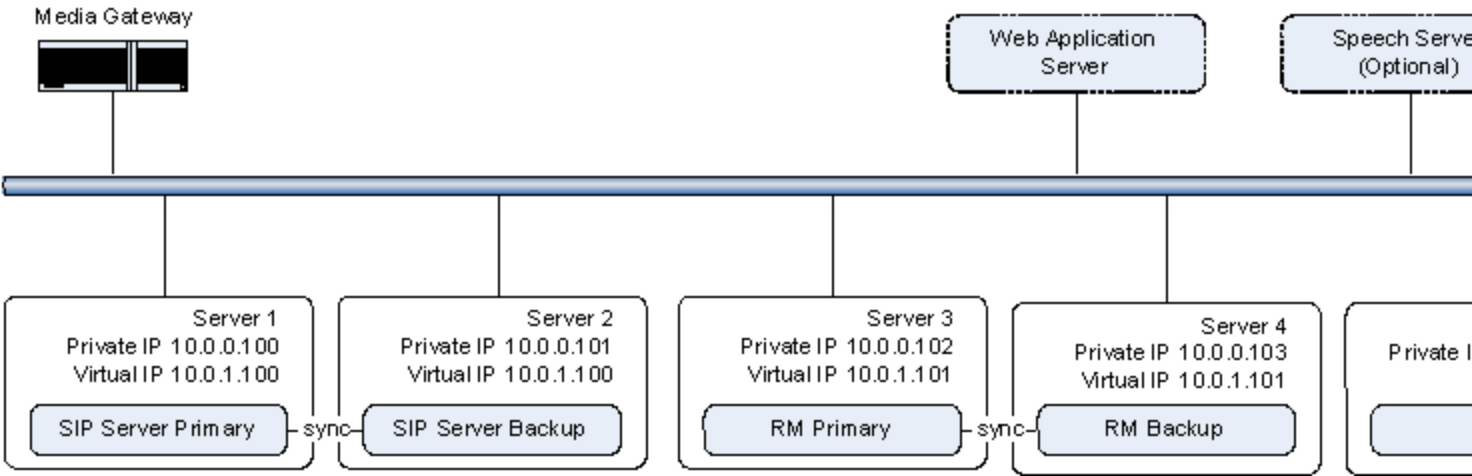 Media Gateway
Web Application
Server
Speech Serve
(Optional)
Server 1
Private IP 10.0.0.100
Virtual IP 10.0.1.100
SIP Server Primary
sync
Server 2
Private IP 10.0.0.101
Virtual IP 10.0.1.100
SIP Server Backup
Server 3
Private IP 10.0.0.102
Virtual IP 10.0.1.101
RM Primary
sync
Server 4
Private IP 10.0.0.103
Virtual IP 10.0.1.101
RM Backup
Private I